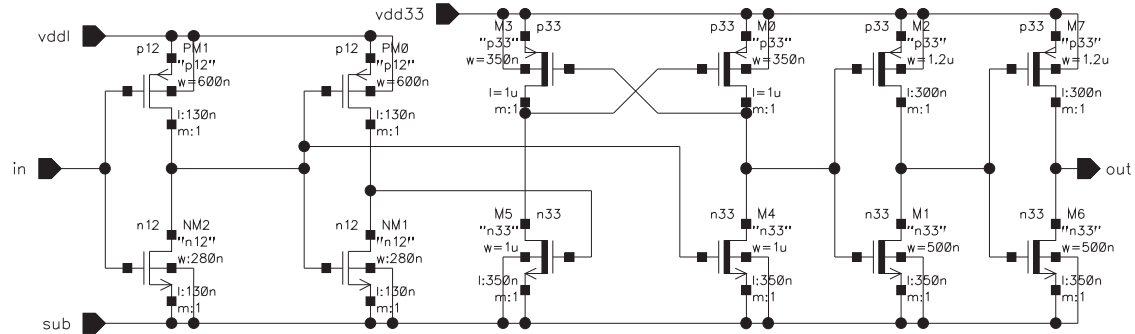 vdd33
vddl
in
sub
out
p12 PM1
"p12"
w=600n
l:130n
m:1
p12 PM0
"p12"
w=600n
l:130n
m:1
M3 p33
"p33"
w=350n
l=1u
m:1
p33 M0
"p33"
w=350n
l=1u
m:1
p33 M2
"p33"
w=1.2u
l:300n
m:1
p33 M7
"p33"
w=1.2u
l:300n
m:1
n12 NM2
"n12"
w:280n
l:130n
m:1
n12 NM1
"n12"
w:280n
l:130n
m:1
M5 n33
"n33"
w=1u
l:350n
m:1
n33 M4
"n33"
w=1u
l:350n
m:1
n33 M1
"n33"
w=500n
l:350n
m:1
n33 M6
"n33"
w=500n
l:350n
m:1